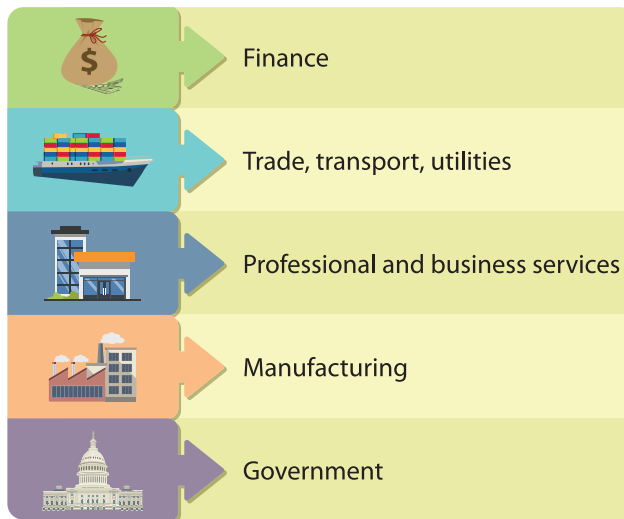 $
Finance
Trade, transport, utilities
Professional and business services
Manufacturing
Government